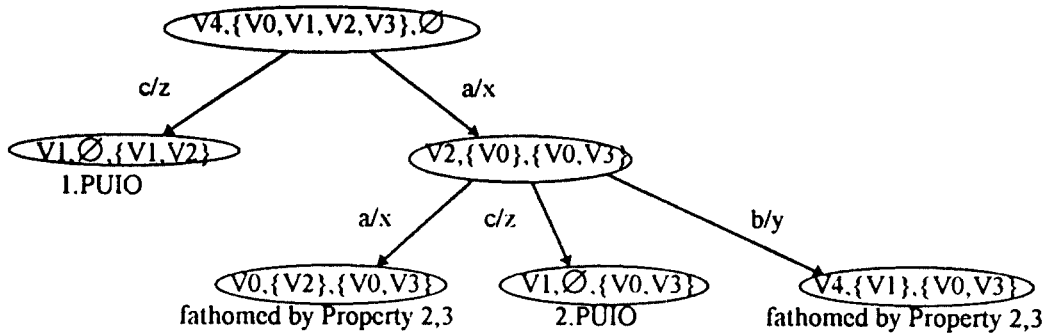 V4,{V0,V1,V2,V3},∅
c/z
a/x
V1,∅,{V1,V2}
1.PUIO
V2,{V0},{V0,V3}
a/x
c/z
b/y
V0,{V2},{V0,V3}
V1,∅,{V0,V3}
V4,{V1},{V0,V3}
fathomed by Property 2,3
2.PUIO
fathomed by Property 2,3